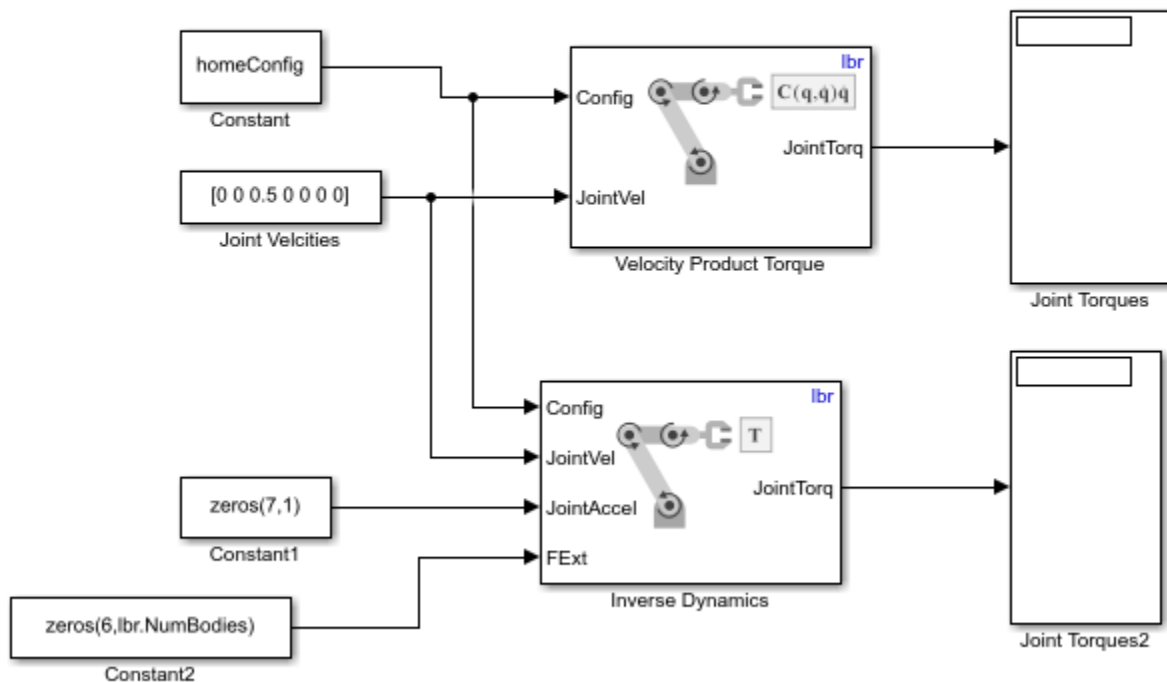 homeConfig
Constant
[0 0 0.5 0 0 0 0]
Joint Velcities
lbr
Config
C(q,q̇)q̇
JointTorq
JointVel
Velocity Product Torque
Joint Torques
lbr
Config
T
JointVel
JointTorq
JointAccel
FExt
Inverse Dynamics
zeros(7,1)
Constant1
zeros(6,lbr.NumBodies)
Constant2
Joint Torques2